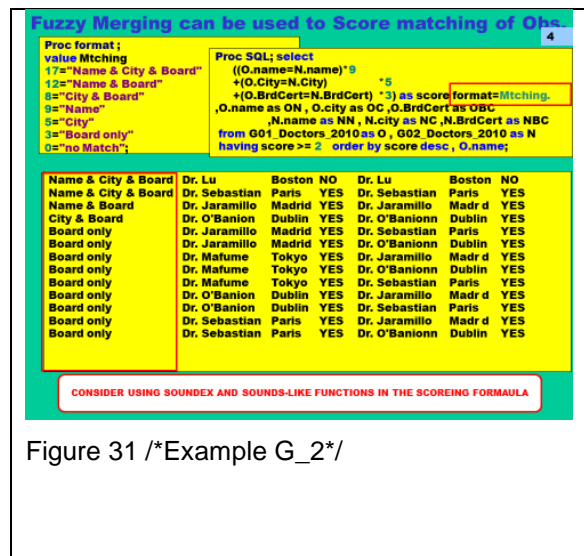 Fuzzy Merging can be used to Score matching of Obs.
4
Proc format ;
value Mtching
17="Name & City & Board"
12="Name & Board"
8="City & Board"
9="Name"
5="City"
3="Board only"
0="no Match";
Proc SQL; select
((O.name=N.name)*9
+(O.City=N.City) *5
+(O.BrdCert=N.BrdCert) *3) as score format=Mtching.
,O.name as ON , O.city as OC ,O.BrdCert as OBC
,N.name as NN , N.city as NC ,N.BrdCert as NBC
from G01_Doctors_2010 as O , G02_Doctors_2010 as N
having score >= 2 order by score desc , O.name;
Name & City & Board Dr. Lu Boston NO Dr. Lu Boston NO
Name & City & Board Dr. Sebastian Paris YES Dr. Sebastian Paris YES
Name & Board Dr. Jaramillo Madrid YES Dr. Jaramillo Madr d YES
City & Board Dr. O'Banion Dublin YES Dr. O'Banionn Dublin YES
Board only Dr. Jaramillo Madrid YES Dr. Sebastian Paris YES
Board only Dr. Jaramillo Madrid YES Dr. O'Banionn Dublin YES
Board only Dr. Mafume Tokyo YES Dr. Jaramillo Madr d YES
Board only Dr. Mafume Tokyo YES Dr. O'Banionn Dublin YES
Board only Dr. Mafume Tokyo YES Dr. Sebastian Paris YES
Board only Dr. O'Banion Dublin YES Dr. Jaramillo Madr d YES
Board only Dr. O'Banion Dublin YES Dr. Sebastian Paris YES
Board only Dr. Sebastian Paris YES Dr. Jaramillo Madr d YES
Board only Dr. Sebastian Paris YES Dr. O'Banionn Dublin YES
CONSIDER USING SOUNDEX AND SOUNDS-LIKE FUNCTIONS IN THE SCOREING FORMAULA
Figure 31 /*Example G_2*/